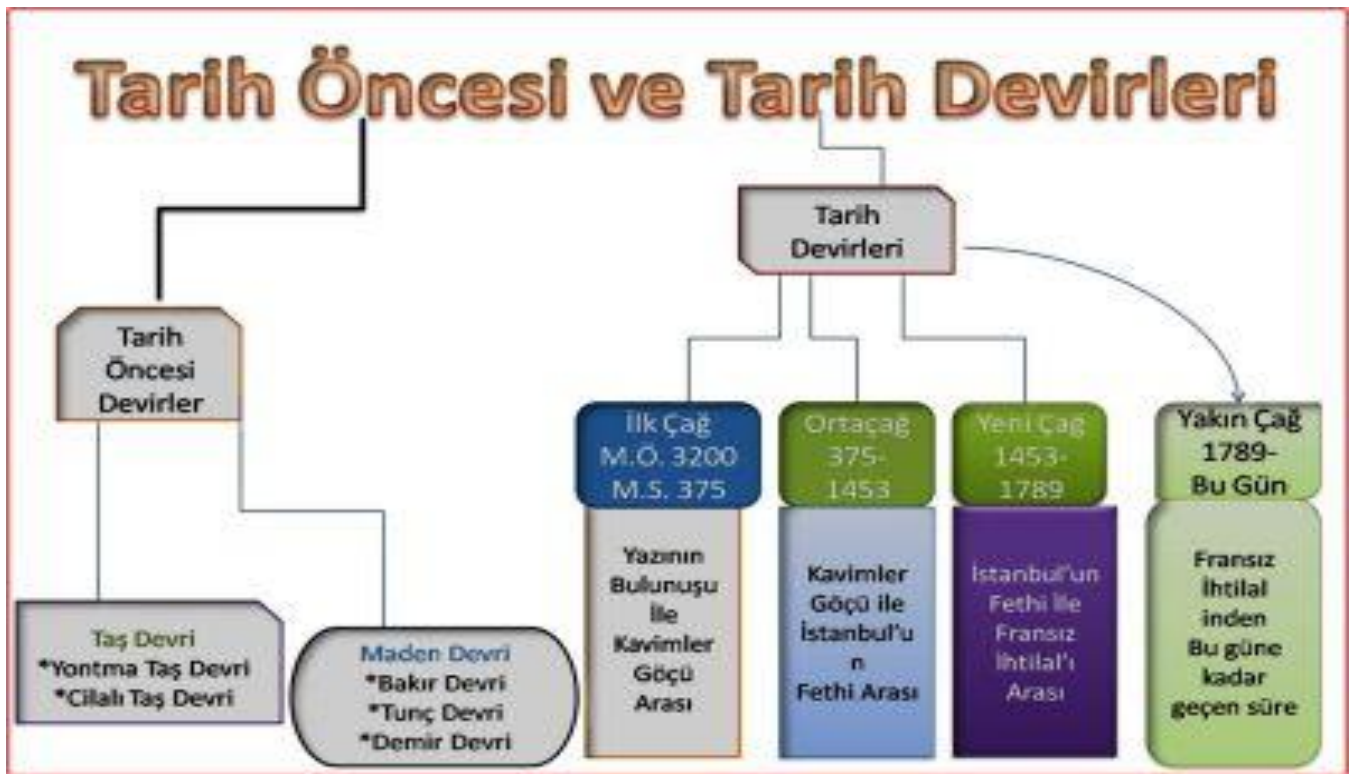 Tarih Öncesi ve Tarih Devirleri
Tarih
Devirleri
Tarih
Öncesi
Devirler
Taş Devri
*Yontma Taş Devri
*Cilalı Taş Devri
Maden Devri
*Bakır Devri
*Tunç Devri
*Demir Devri
İlk Çağ
M.Ö. 3200
M.S. 375
Yazının
Bulunuşu
İle
Kavimler
Göçü
Arası
Ortaçağ
375-
1453
Kavimler
Göçü ile
İstanbul'u
n
Fethi Arası
Yeni Çağ
1453-
1789
İstanbul'un
Fethi İle
Fransız
İhtilal'ı
Arası
Yakın Çağ
1789-
Bu Gün
Fransız
İhtilal
inden
Bu güne
kadar
geçen süre